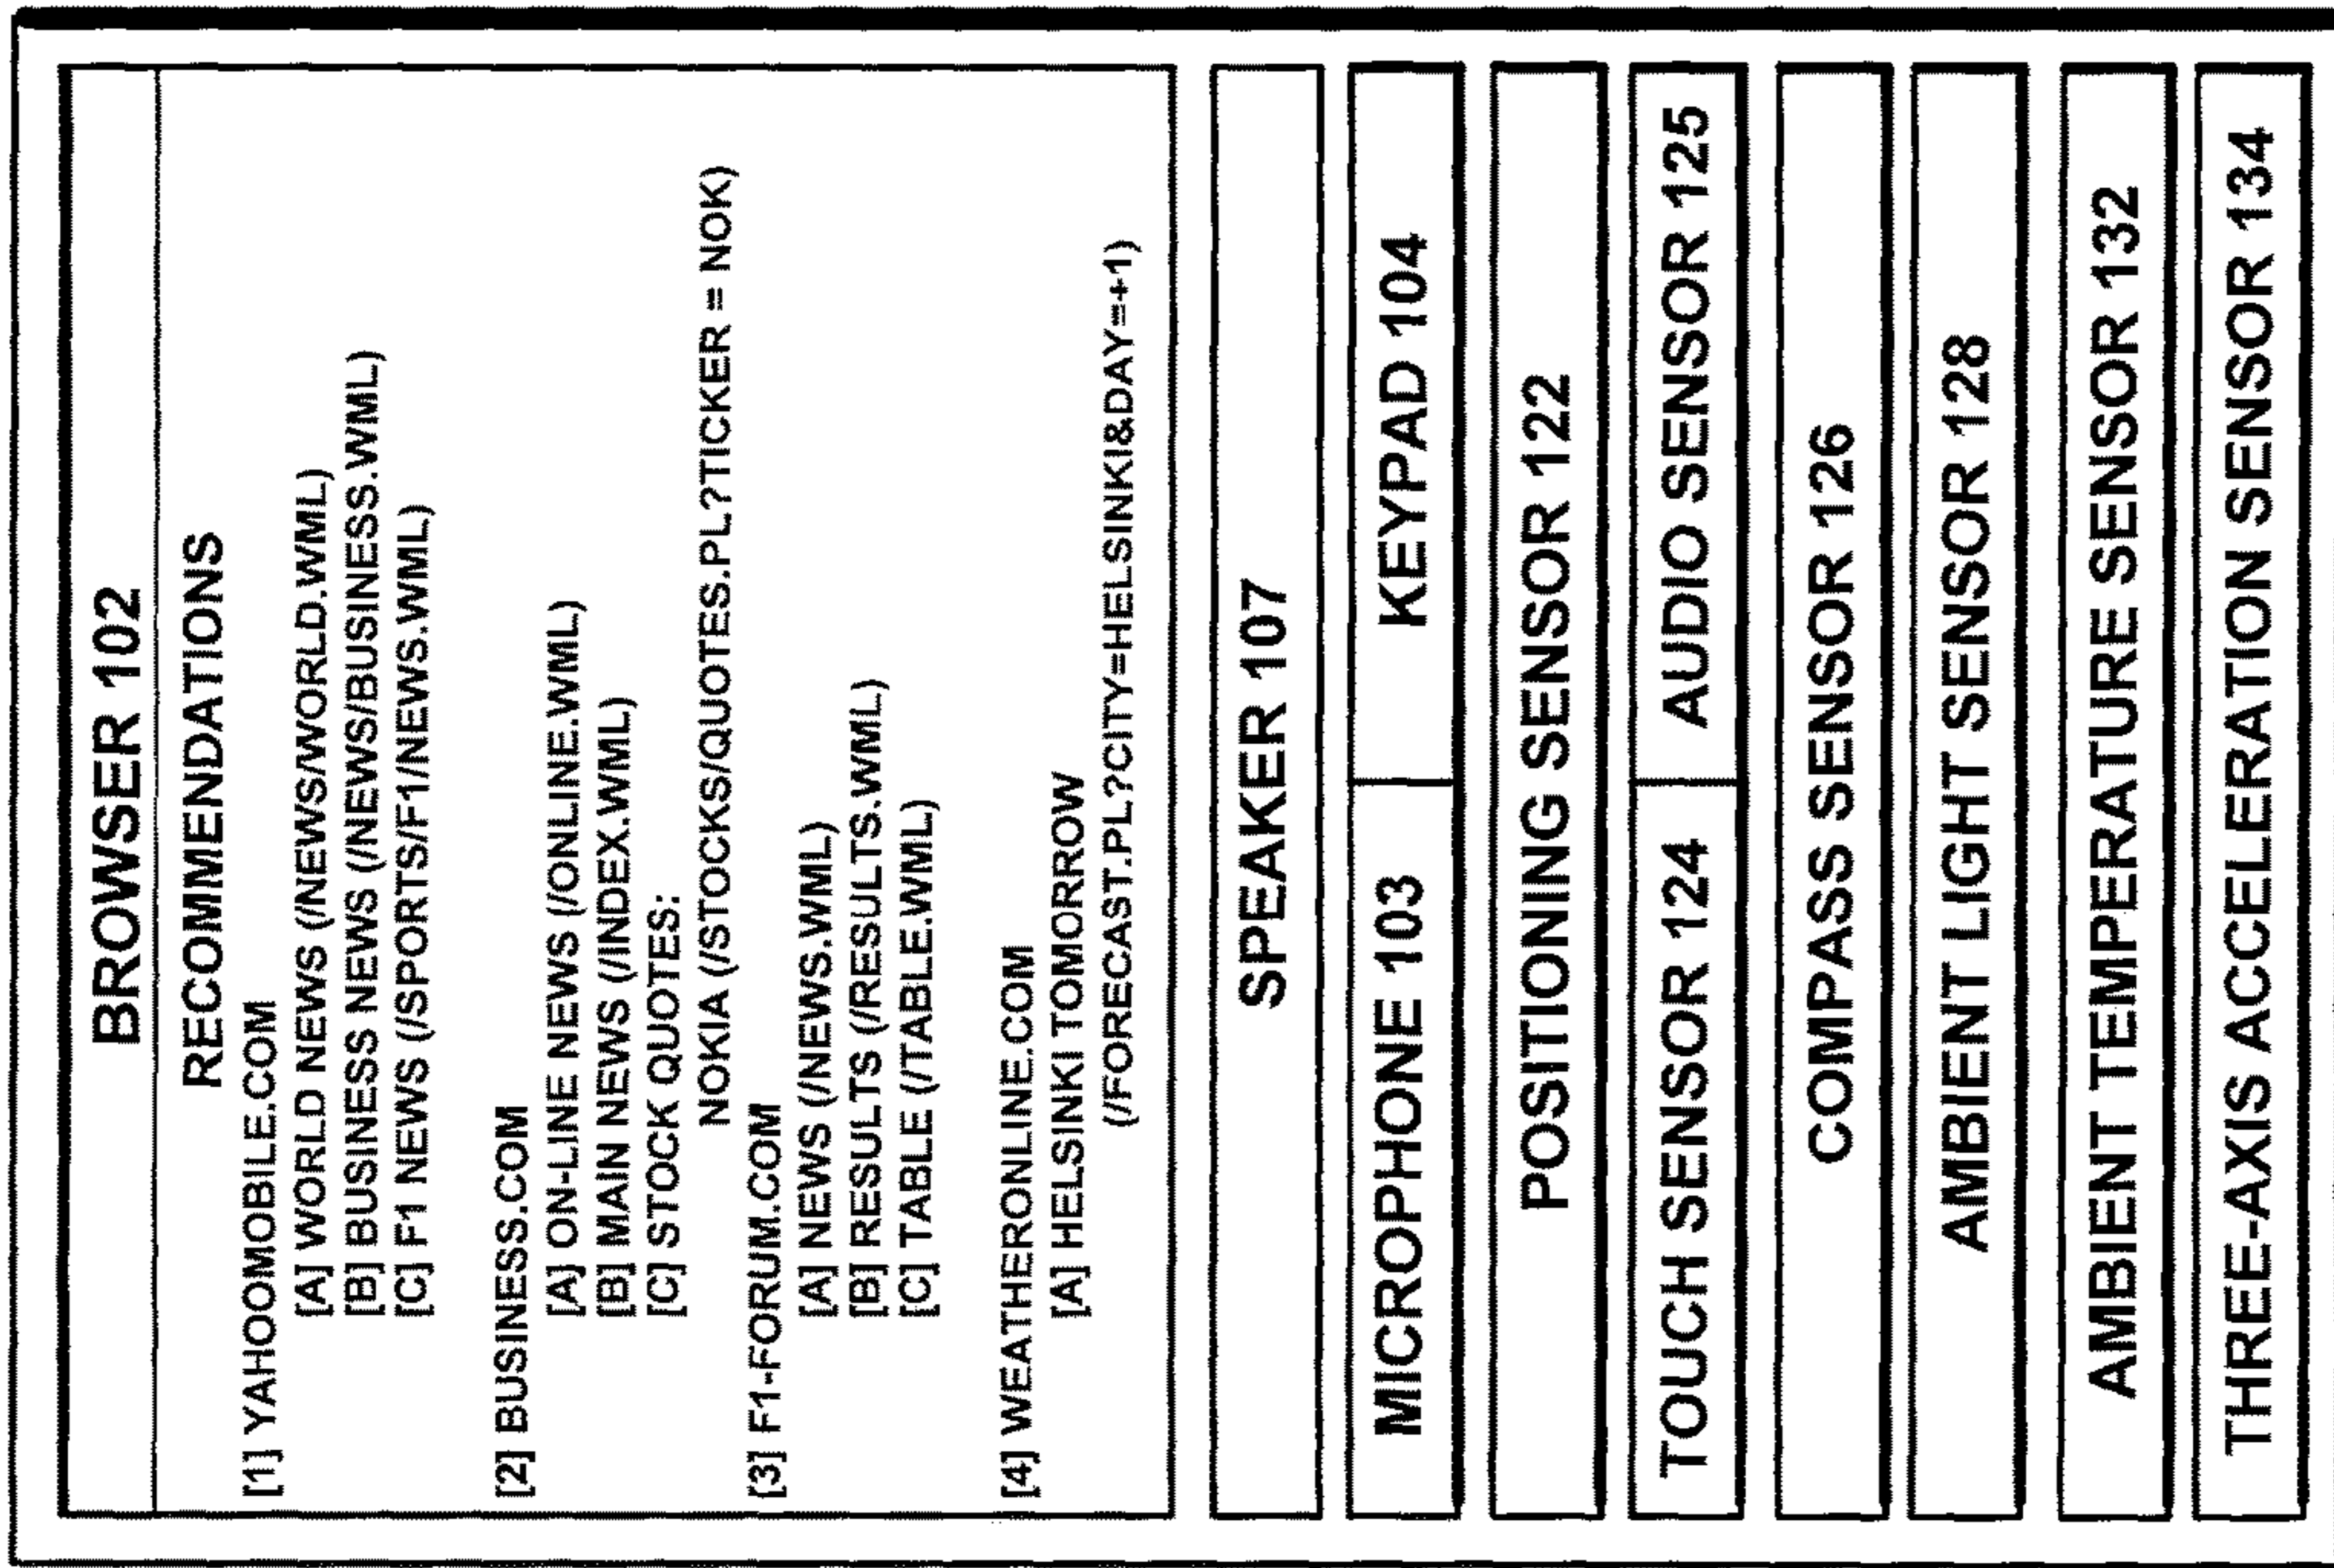 BROWSER 102
RECOMMENDATIONS
[1] YAHOOMOBILE.COM
[A] WORLD NEWS (/NEWS/WORLD.WML)
[B] BUSINESS NEWS (/NEWS/BUSINESS.WML)
[C] F1 NEWS (/SPORTS/F1/NEWS.WML)
[2] BUSINESS.COM
[A] ON-LINE NEWS (/ONLINE.WML)
[B] MAIN NEWS (/INDEX.WML)
[C] STOCK QUOTES:
NOKIA (/STOCKS/QUOTES.PL?TICKER = NOK)
[3] F1-FORUM.COM
[A] NEWS (/NEWS.WML)
[B] RESULTS (/RESULTS.WML)
[C] TABLE (/TABLE.WML)
[4] WEATHERONLINE.COM
[A] HELSINKI TOMORROW
(/FORECAST.PL?CITY=HELSINKI&DAY=+1)
SPEAKER 107
MICROPHONE 103 KEYPAD 104
POSITIONING SENSOR 122
TOUCH SENSOR 124 AUDIO SENSOR 125
COMPASS SENSOR 126
AMBIENT LIGHT SENSOR 128
AMBIENT TEMPERATURE SENSOR 132
THREE-AXIS ACCELERATION SENSOR 134